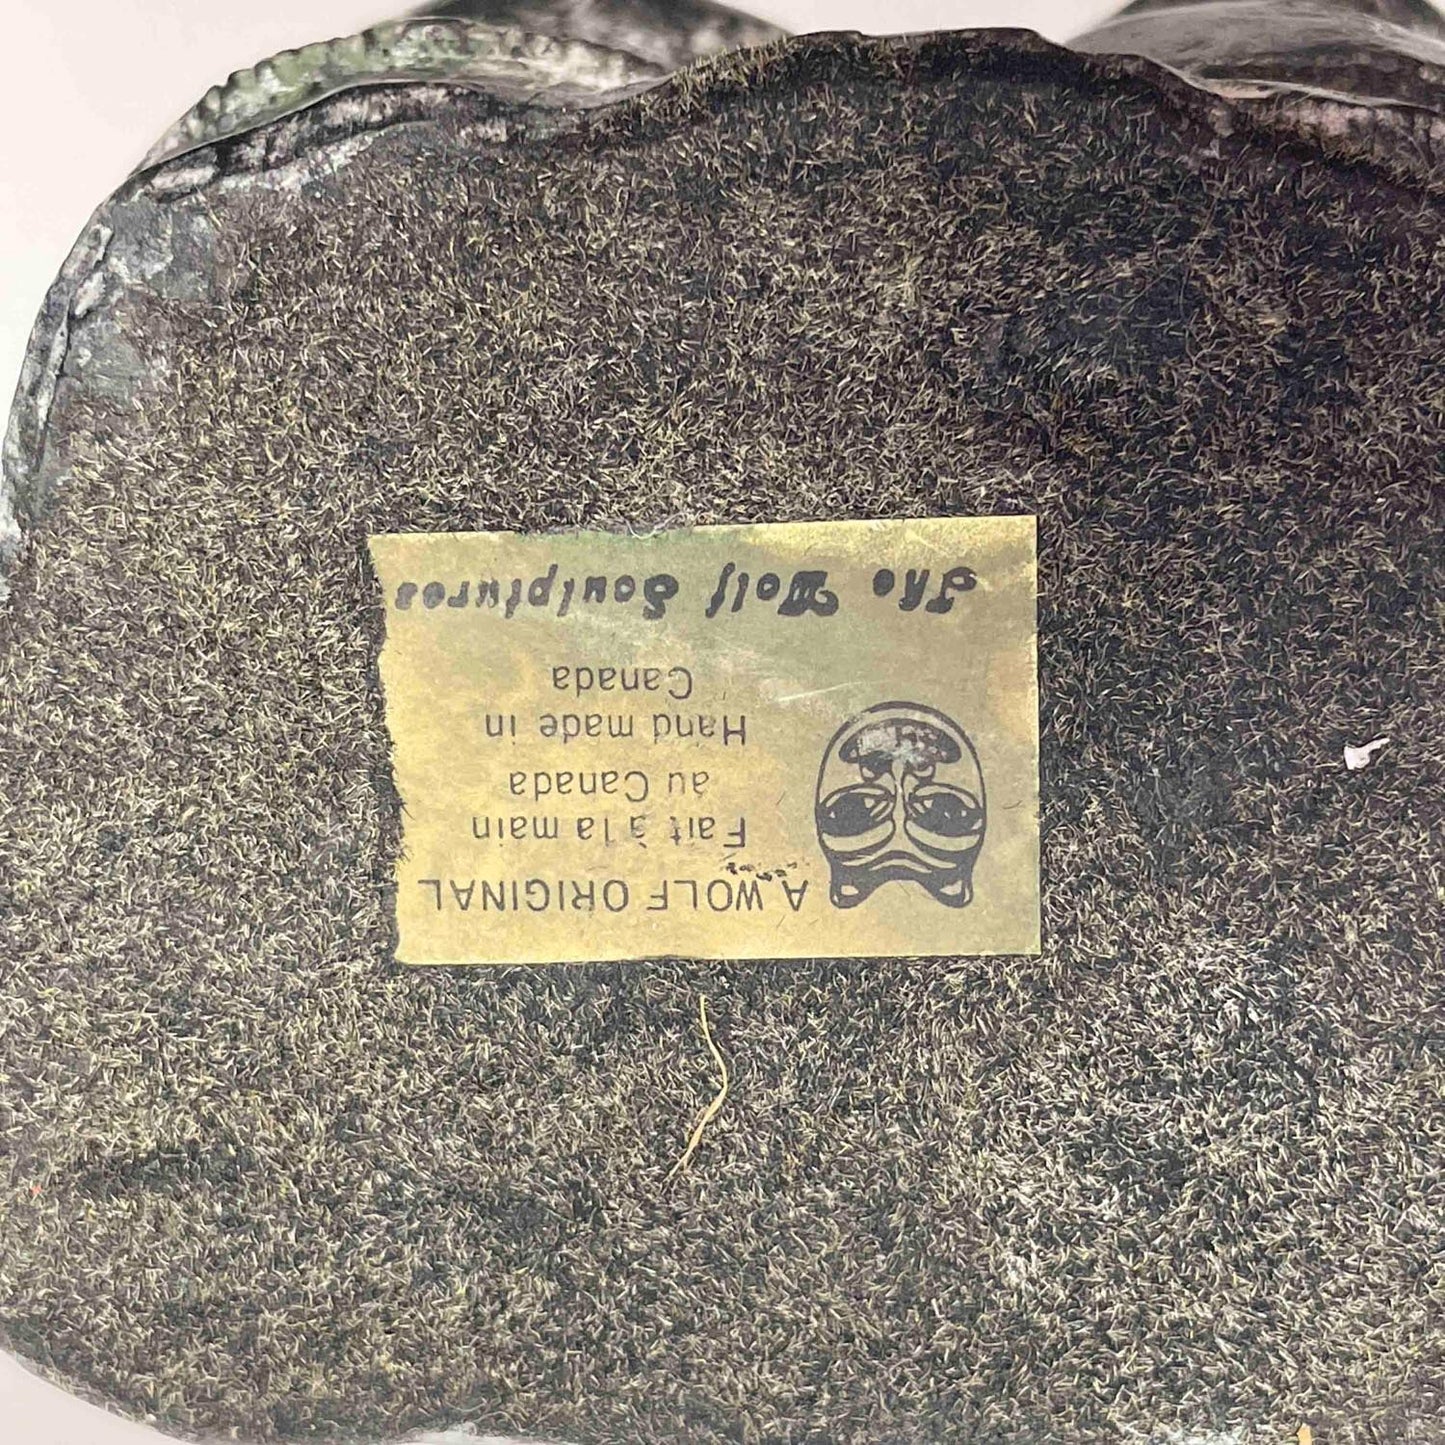 A WOLF ORIGINAL
Fait à la main
au Canada
Hand made in
Canada
The Wolf Sculptures